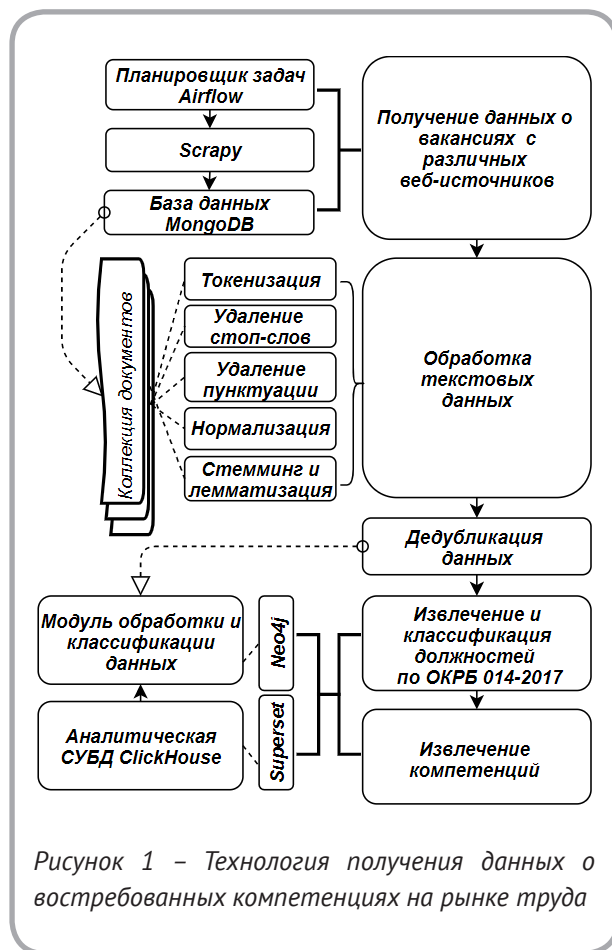 Планировщик задач
Airflow
Scrapy
База данных
MongoDB
Получение данных о
вакансиях с
различных
веб-источников
Коллекция документов
Токенизация
Удаление
стоп-слов
Удаление
пунктуации
Нормализация
Стемминг и
лемматизация
Обработка
текстовых
данных
Дедубликация
данных
Модуль обработки и
классификации
данных
Neo4j
Извлечение и
классификация
должностей
по ОКРБ 014-2017
Аналитическая
СУБД ClickHouse
Superset
Извлечение
компетенций
Рисунок 1 – Технология получения данных о
востребованных компетенциях на рынке труда